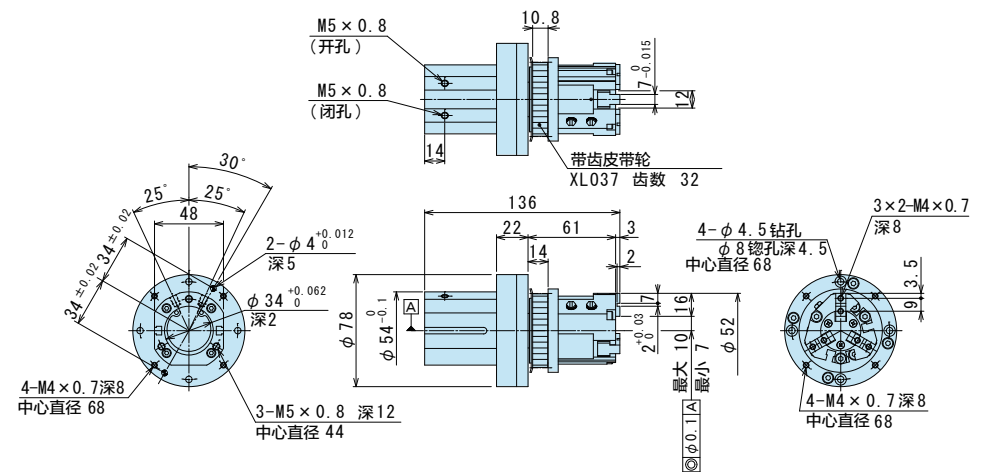 M5×0.8
(开孔)
M5×0.8
(闭孔)
14
10.8
7 0 -0.015
12
带齿皮带轮
XL037 齿数 32
30°
25°
25°
48
34±0.02
34±0.02
2-φ4 +0.012 0
深5
φ34 +0.062 0
深2
4-M4×0.7深8
中心直径 68
3-M5×0.8 深12
中心直径 44
136
22
61
3
14
2
A
φ78
φ54 0 -0.1
7
16
2 +0.03 0
最大 10
最小 7
φ52
◎ φ0.1 A
4-φ4.5钻孔
φ8锪孔深4.5
中心直径 68
3×2-M4×0.7
深8
3.5
9
4-M4×0.7深8
中心直径 68